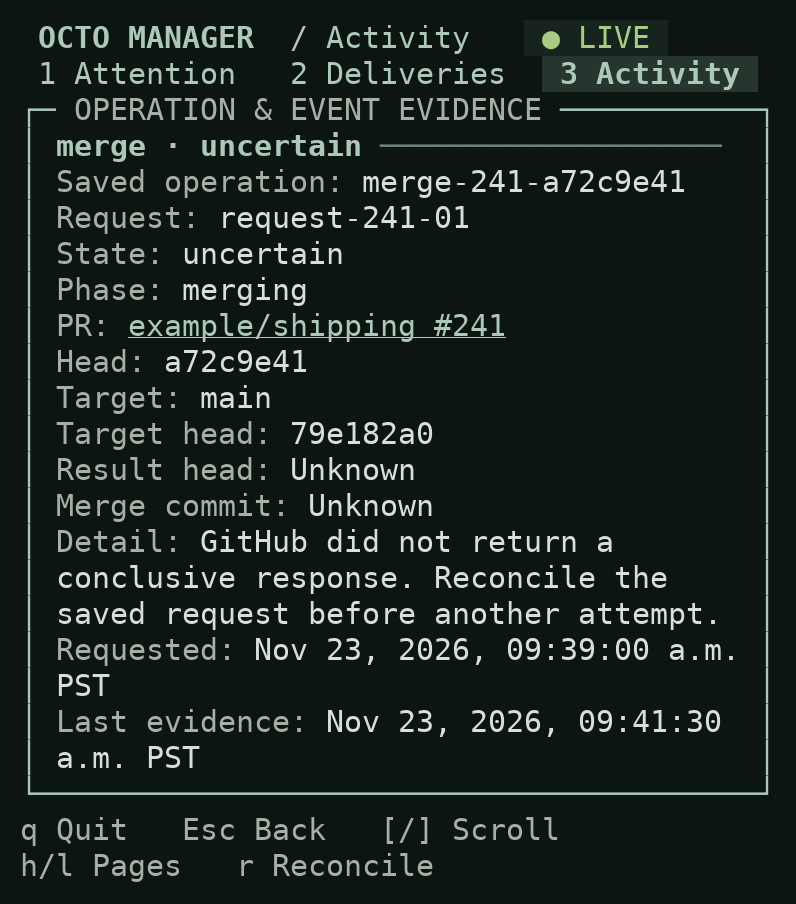 OCTO MANAGER / Activity ● LIVE
1 Attention 2 Deliveries 3 Activity
OPERATION & EVENT EVIDENCE
merge · uncertain
Saved operation: merge-241-a72c9e41
Request: request-241-01
State: uncertain
Phase: merging
PR: example/shipping #241
Head: a72c9e41
Target: main
Target head: 79e182a0
Result head: Unknown
Merge commit: Unknown
Detail: GitHub did not return a
conclusive response. Reconcile the
saved request before another attempt.
Requested: Nov 23, 2026, 09:39:00 a.m.
PST
Last evidence: Nov 23, 2026, 09:41:30
a.m. PST
q Quit Esc Back [/] Scroll
h/l Pages r Reconcile